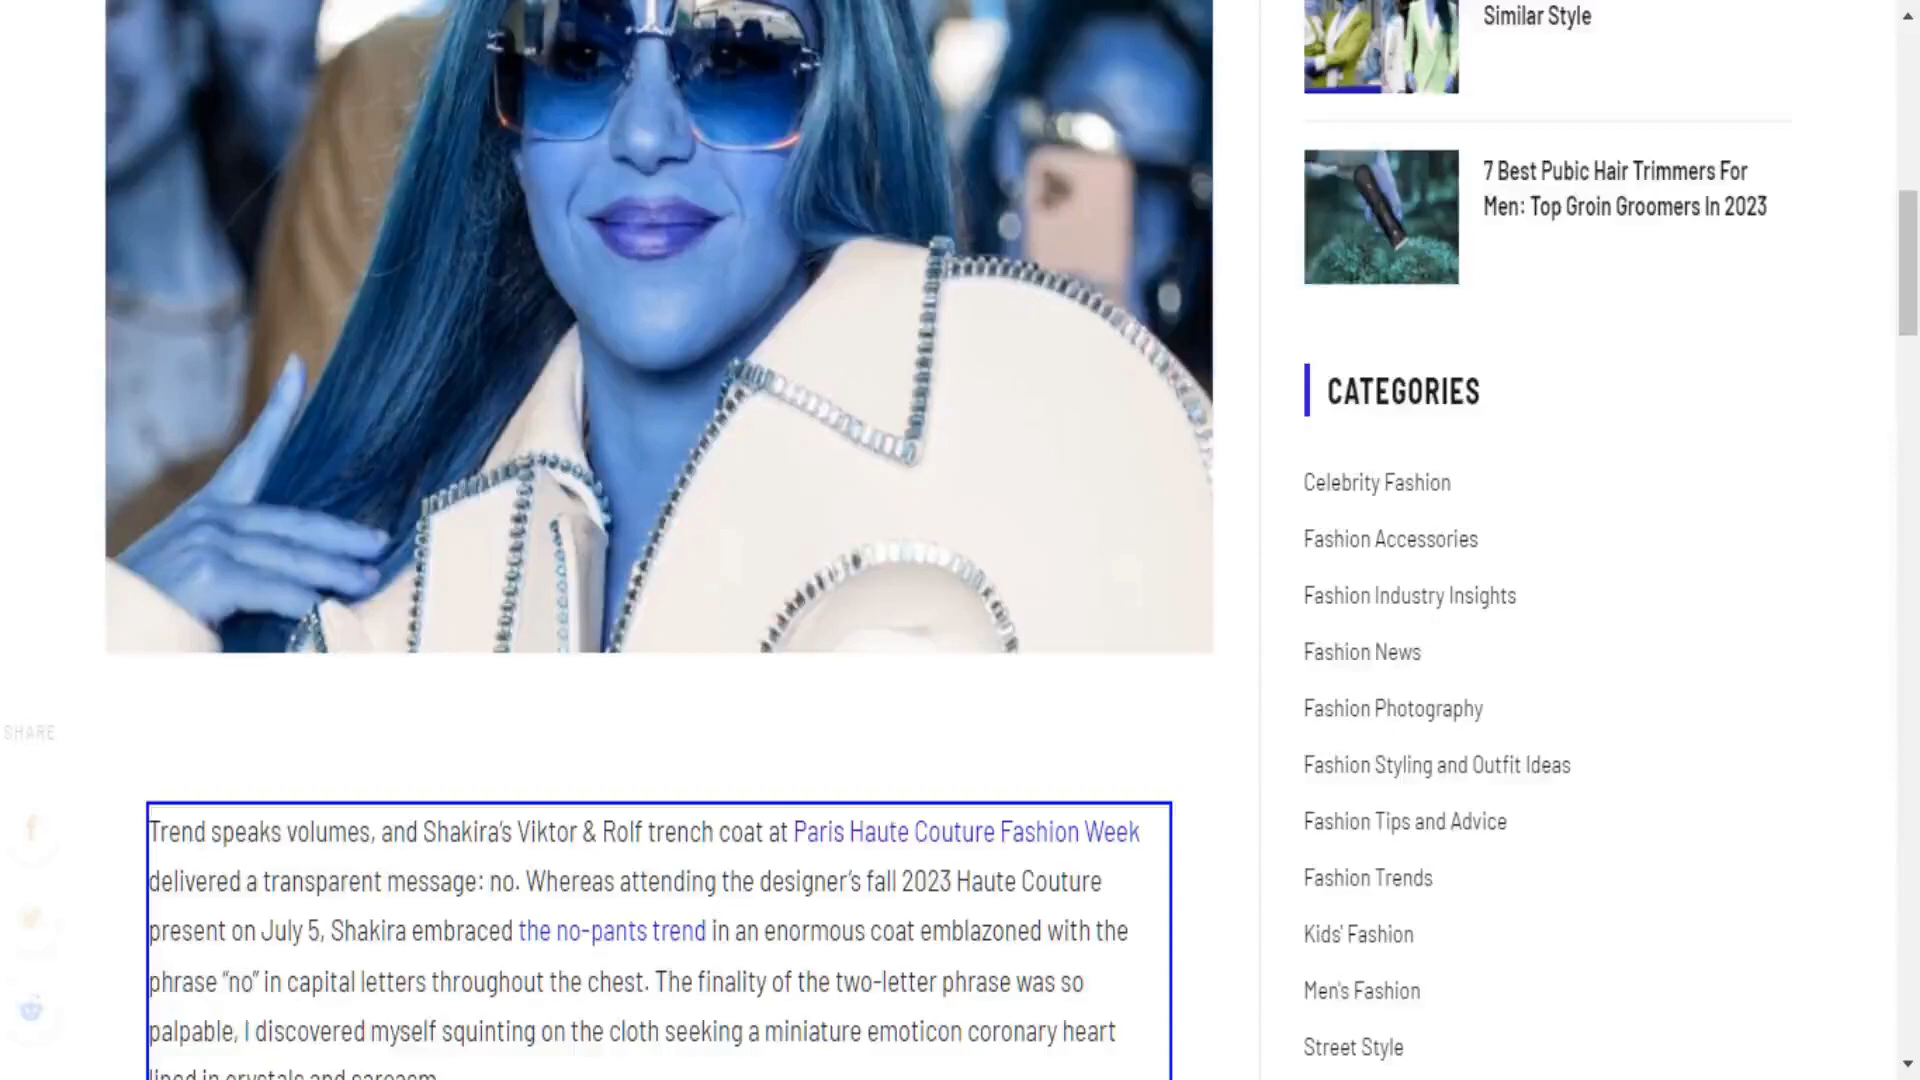 Similar Style
7 Best Pubic Hair Trimmers For
Men: Top Groin Groomers In 2023
CATEGORIES
Celebrity Fashion
Fashion Accessories
Fashion Industry Insights
Fashion News
Fashion Photography
Fashion Styling and Outfit Ideas
Fashion Tips and Advice
Fashion Trends
Kids' Fashion
Men's Fashion
Street Style
SHARE
Trend speaks volumes, and Shakira’s Viktor & Rolf trench coat at Paris Haute Couture Fashion Week
delivered a transparent message: no. Whereas attending the designer’s fall 2023 Haute Couture
present on July 5, Shakira embraced the no-pants trend in an enormous coat emblazoned with the
phrase “no” in capital letters throughout the chest. The finality of the two-letter phrase was so
palpable, I discovered myself squinting on the cloth seeking a miniature emoticon coronary heart
lined in crystals and sarcasm.